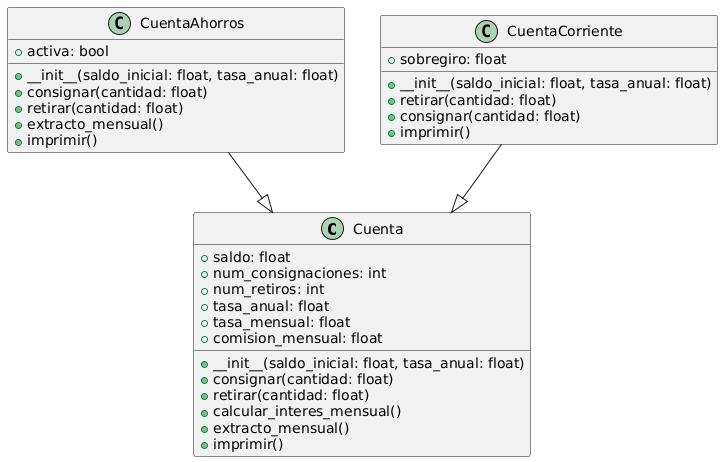 C CuentaAhorros
activa: bool
__init__(saldo_inicial: float, tasa_anual: float)
consignar(cantidad: float)
retirar(cantidad: float)
extracto_mensual()
imprimir()
C CuentaCorriente
sobregiro: float
__init__(saldo_inicial: float, tasa_anual: float)
retirar(cantidad: float)
consignar(cantidad: float)
imprimir()
C Cuenta
saldo: float
num_consignaciones: int
num_retiros: int
tasa_anual: float
tasa_mensual: float
comision_mensual: float
__init__(saldo_inicial: float, tasa_anual: float)
consignar(cantidad: float)
retirar(cantidad: float)
calcular_interes_mensual()
extracto_mensual()
imprimir()